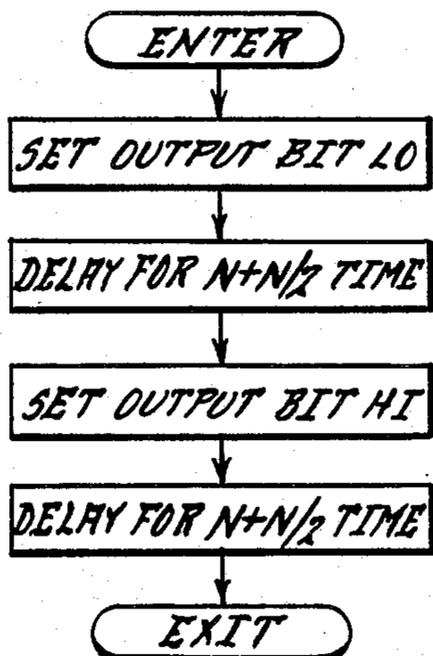 ENTER
SET OUTPUT BIT LO
DELAY FOR N+N/2 TIME
SET OUTPUT BIT HI
DELAY FOR N+N/2 TIME
EXIT